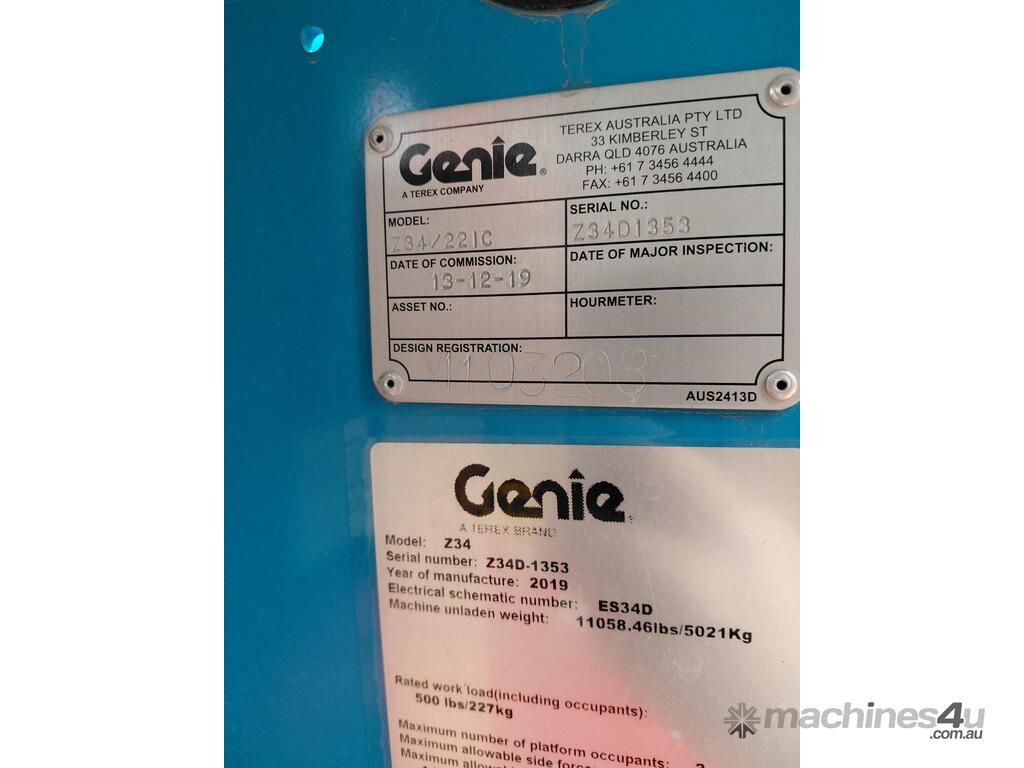 Genie®
A TEREX COMPANY
TEREX AUSTRALIA PTY LTD
33 KIMBERLEY ST
DARRA QLD 4076 AUSTRALIA
PH: +61 7 3456 4444
FAX: +61 7 3456 4400
MODEL:
Z34/22IC
SERIAL NO.:
Z34D1353
DATE OF COMMISSION:
13-12-19
DATE OF MAJOR INSPECTION:
ASSET NO.:
HOURMETER:
DESIGN REGISTRATION:
M103208
AUS2413D
Genie®
A TEREX BRAND
Model: Z34
Serial number: Z34D-1353
Year of manufacture: 2019
Electrical schematic number: ES34D
Machine unladen weight: 11058.46lbs/5021Kg
Rated work load(including occupants):
500 lbs/227kg
Maximum number of platform occupants:
Maximum allowable side force
Maximum
machines4u
.com.au